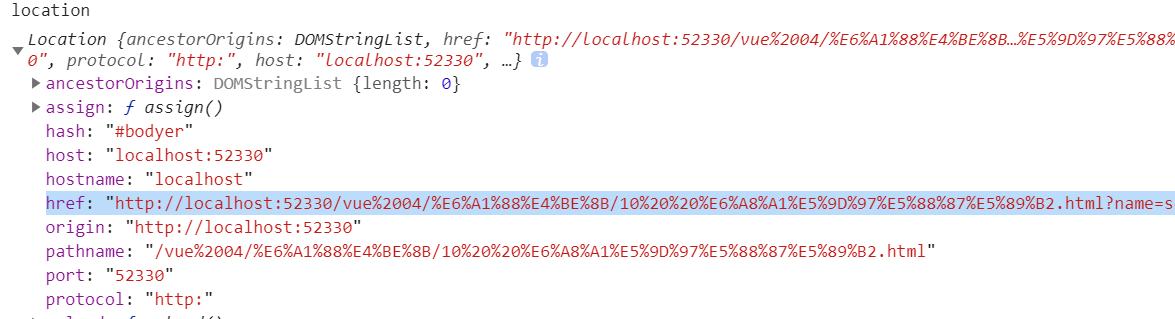 location
Location {ancestorOrigins: DOMStringList, href: "http://localhost:52330/vue%2004/%E6%A1%88%E4%BE%8B…%E5%9D%97%E5%88%
0", protocol: "http:", host: "localhost:52330", …}
ancestorOrigins: DOMStringList {length: 0}
assign: ƒ assign()
hash: "#bodyer"
host: "localhost:52330"
hostname: "localhost"
href: "http://localhost:52330/vue%2004/%E6%A1%88%E4%BE%8B/10%20%20%E6%A8%A1%E5%9D%97%E5%88%87%E5%89%B2.html?name=s
origin: "http://localhost:52330"
pathname: "/vue%2004/%E6%A1%88%E4%BE%8B/10%20%20%E6%A8%A1%E5%9D%97%E5%88%87%E5%89%B2.html"
port: "52330"
protocol: "http:"